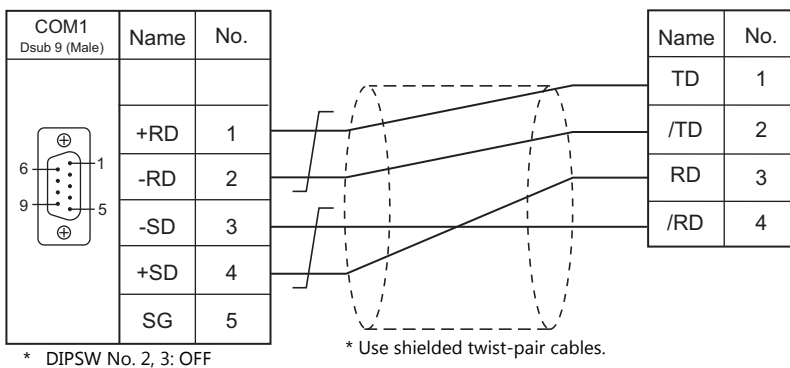 COM1
Dsub 9 (Male)
Name No.
+RD 1
-RD 2
-SD 3
+SD 4
SG 5
6 1
9 5
* DIPSW No. 2, 3: OFF
* Use shielded twist-pair cables.
Name No.
TD 1
/TD 2
RD 3
/RD 4